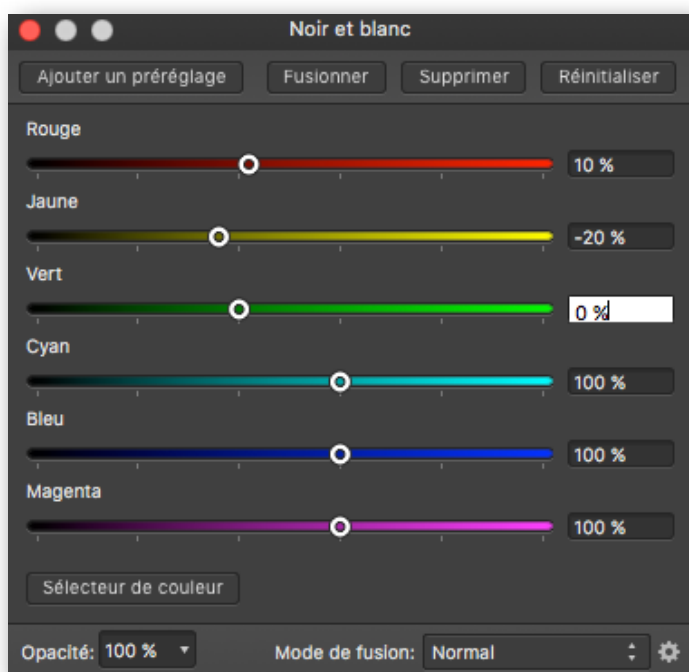 Noir et blanc
Ajouter un préréglage Fusionner Supprimer Réinitialiser
Rouge
10 %
Jaune
-20 %
Vert
0 %
Cyan
100 %
Bleu
100 %
Magenta
100 %
Sélecteur de couleur
Opacité: 100 % Mode de fusion: Normal